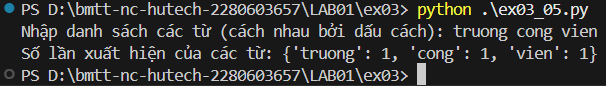 PS D:\bmtt-nc-hutech-2280603657\LAB01\ex03> python .\ex03_05.py
Nhập danh sách các từ (cách nhau bởi dấu cách): truong cong vien
Số lần xuất hiện của các từ: {'truong': 1, 'cong': 1, 'vien': 1}
PS D:\bmtt-nc-hutech-2280603657\LAB01\ex03>